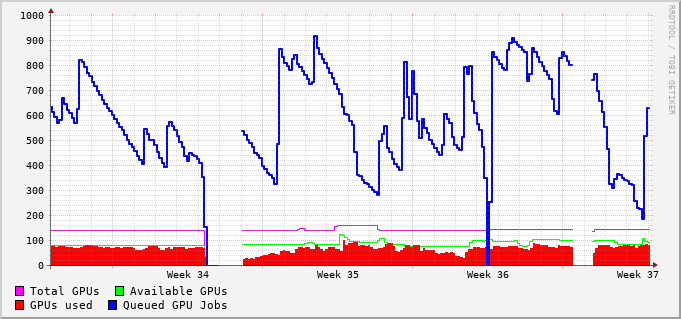 1000
900
800
700
600
500
400
300
200
100
0
Week 34 Week 35 Week 36 Week 37
Total GPUs Available GPUs
GPUs used Queued GPU Jobs
RRDTOOL / TOBI OETIKER